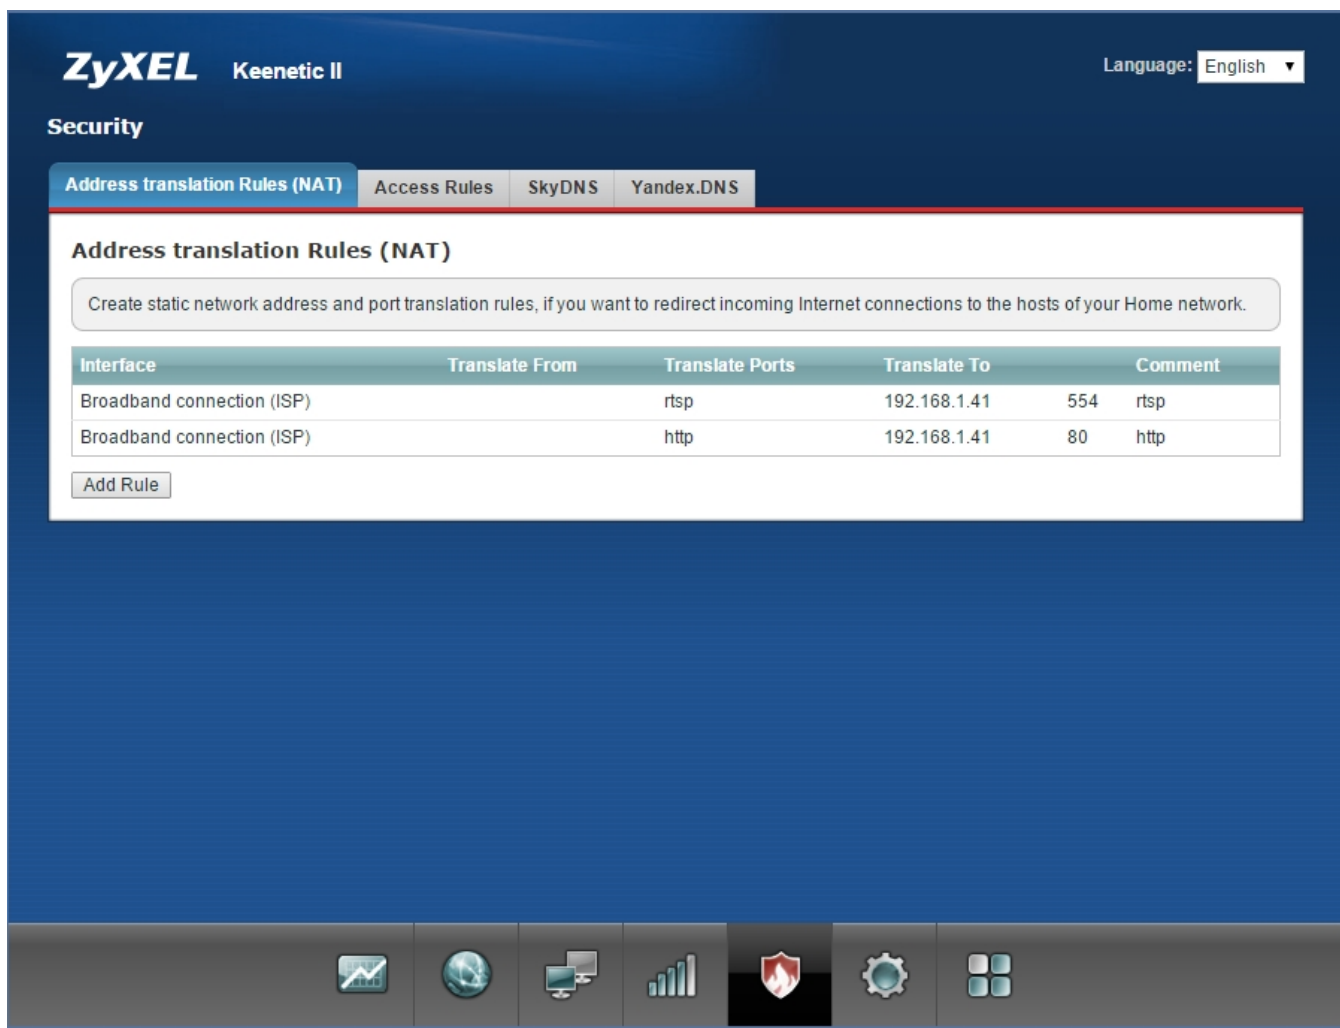 ZyXEL Keenetic II Language: English
Security
Address translation Rules (NAT) Access Rules SkyDNS Yandex.DNS
Address translation Rules (NAT)
Create static network address and port translation rules, if you want to redirect incoming Internet connections to the hosts of your Home network.
Interface Translate From Translate Ports Translate To Comment
Broadband connection (ISP) rtsp 192.168.1.41 554 rtsp
Broadband connection (ISP) http 192.168.1.41 80 http
Add Rule